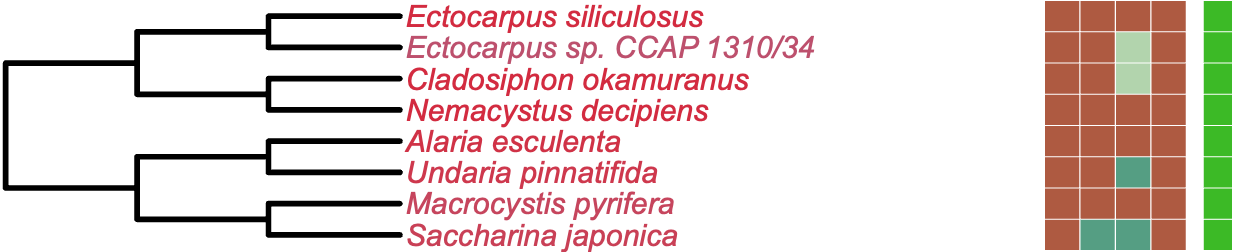 Ectocarpus siliculosus
Ectocarpus sp. CCAP 1310/34
Cladosiphon okamuranus
Nemacystus decipiens
Alaria esculenta
Undaria pinnatifida
Macrocystis pyrifera
Saccharina japonica